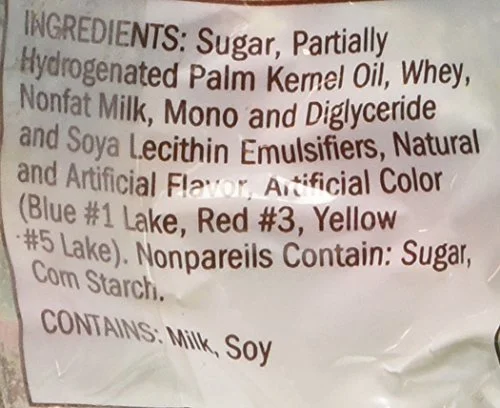 INGREDIENTS: Sugar, Partially
Hydrogenated Palm Kernel Oil, Whey,
Nonfat Milk, Mono and Diglyceride
and Soya Lecithin Emulsifiers, Natural
and Artificial Flavor, Artificial Color
(Blue #1 Lake, Red #3, Yellow
#5 Lake). Nonpareils Contain: Sugar,
Corn Starch.
CONTAINS: Milk, Soy